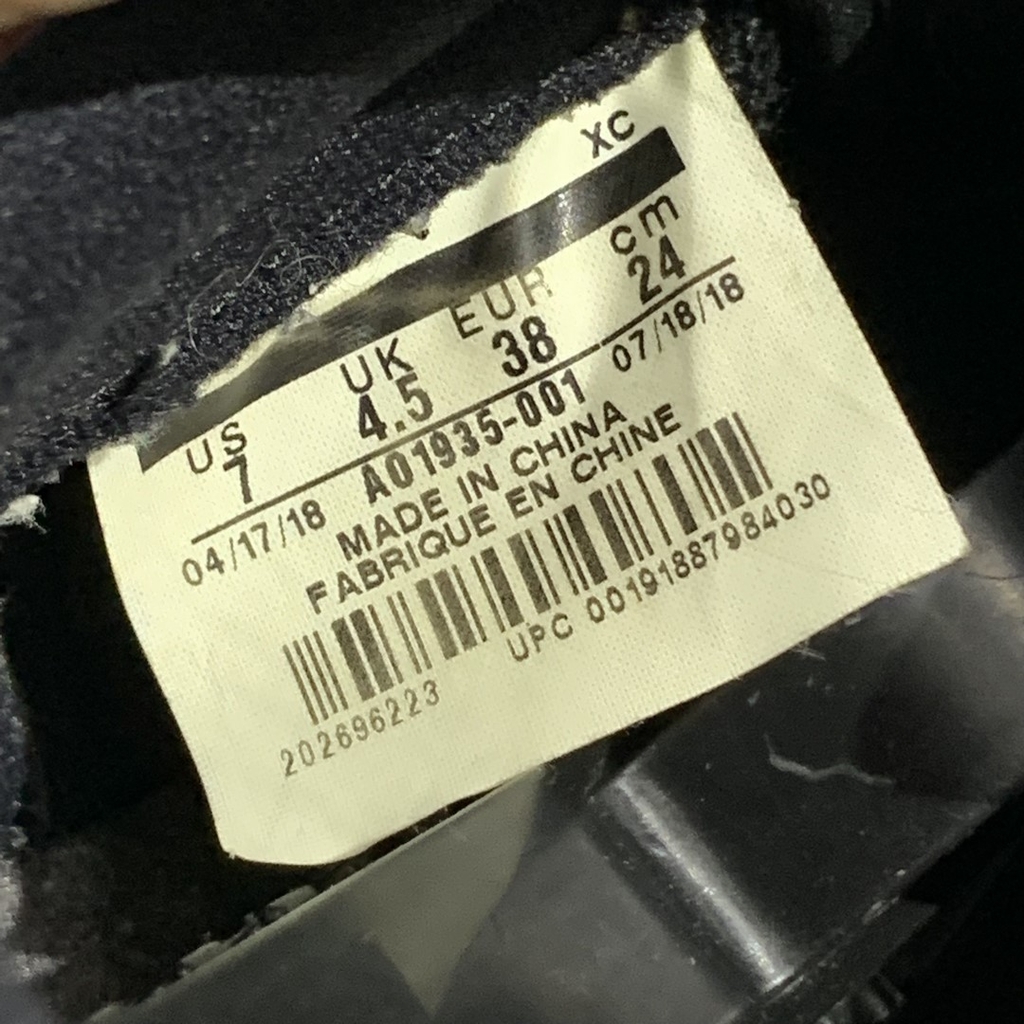 XC
US UK EUR cm
7 4.5 38 24
04/17/18 AO1935-001 07/18/18
MADE IN CHINA
FABRIQUE EN CHINE
UPC 00191887984030
202696223